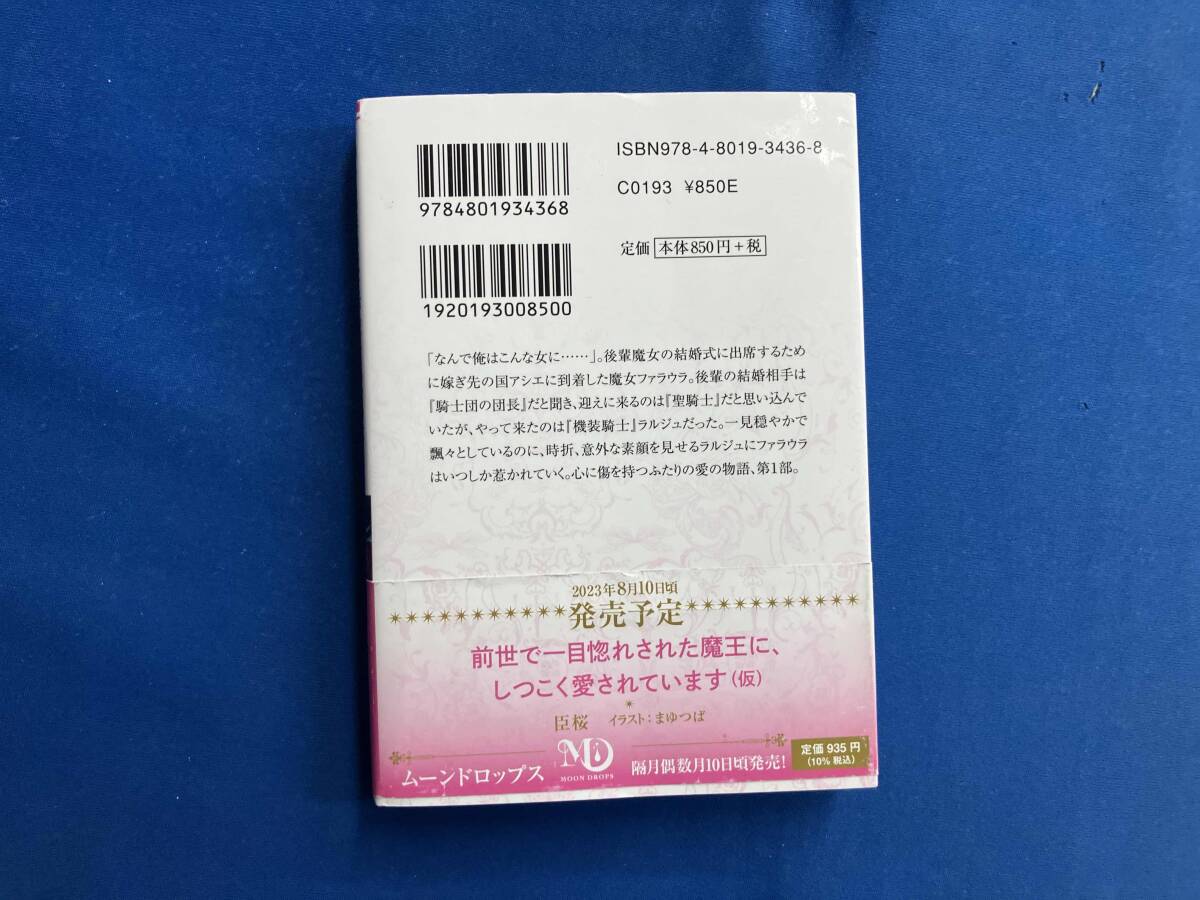 ISBN978-4-8019-3436-8
9784801934368
C0193 ¥850E
定価 本体850円+税
1920193008500
「なんで俺はこんな女に……」。後輩魔女の結婚式に出席するため
に嫁ぎ先の国アシエに到着した魔女ファラウラ。後輩の結婚相手は
『騎士団の団長』だと聞き、迎えに来るのは『聖騎士』だと思い込んで
いたが、やって来たのは『機装騎士』ラルジュだった。一見穏やかで
飄々としているのに、時折、意外な素顔を見せるラルジュにファラウラ
はいつしか惹かれていく。心に傷を持つふたりの愛の物語、第1部。
2023年8月10日頃
発売予定
前世で一目惚れされた魔王に、
しつこく愛されています(仮)
臣桜 イラスト:まゆつば
ムーンドロップス
MD
MOON DROPS
隔月偶数月10日頃発売!
定価 935円
(10%税込)